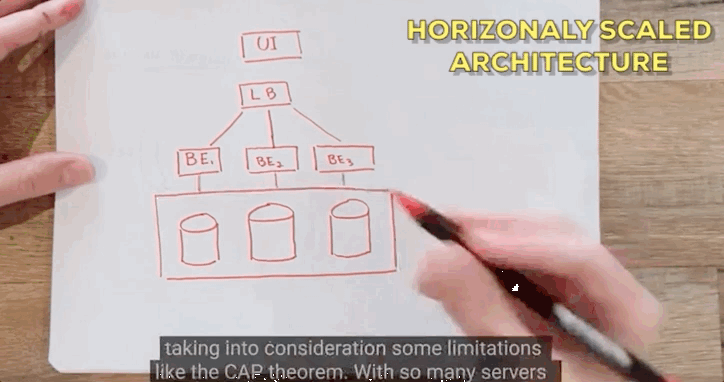 HORIZONALY SCALED
ARCHITECTURE
UI
LB
BE1
BE2
BE3
taking into consideration some limitations
like the CAP theorem. With so many servers